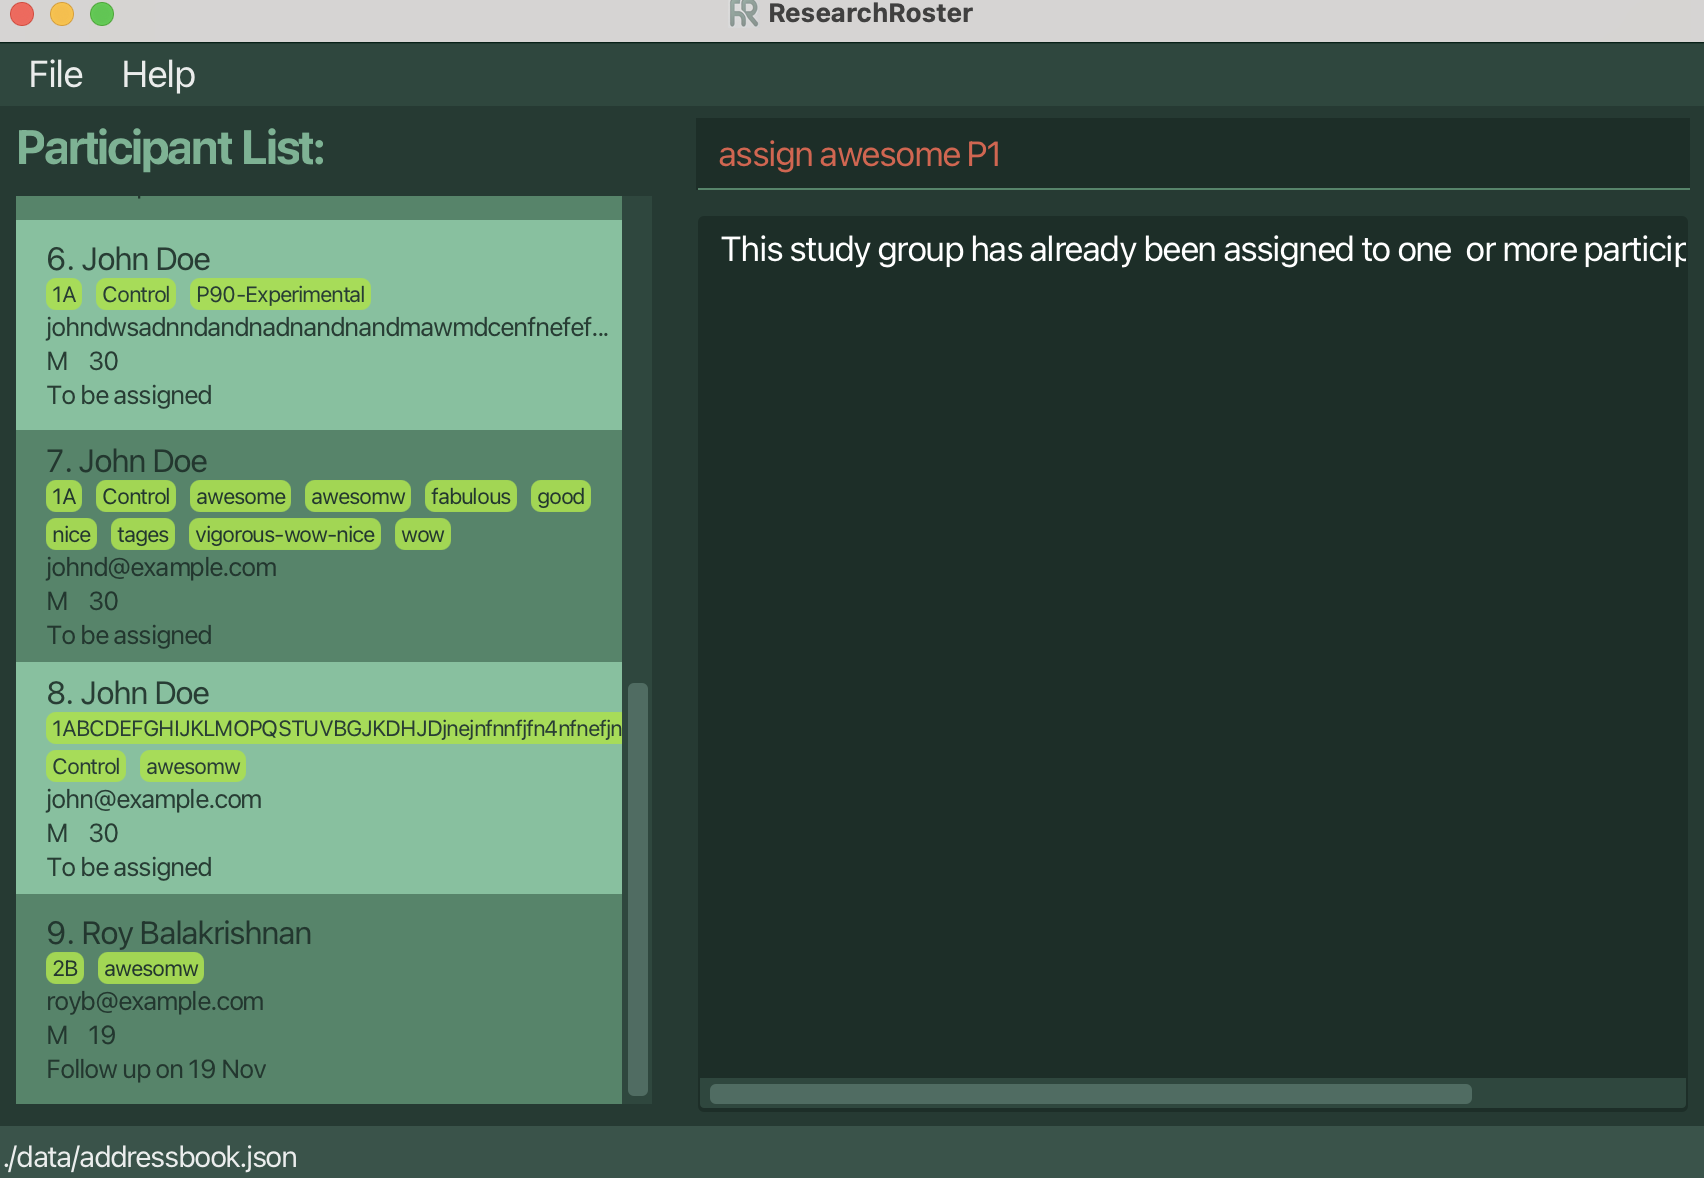 ResearchRoster
File Help
Participant List:
assign awesome P1
This study group has already been assigned to one  or more particip
6. John Doe
1A Control P90-Experimental
johndwsadnndandnadnandnandmawmdcenfnefef...
M 30
To be assigned
7. John Doe
1A Control awesome awesomw fabulous good
nice tages vigorous-wow-nice wow
johnd@example.com
M 30
To be assigned
8. John Doe
1ABCDEFGHIJKLMOPQSTUVBGJKDHJDjnejnfnnfjfn4nfnefjn
Control awesomw
john@example.com
M 30
To be assigned
9. Roy Balakrishnan
2B awesomw
royb@example.com
M 19
Follow up on 19 Nov
./data/addressbook.json